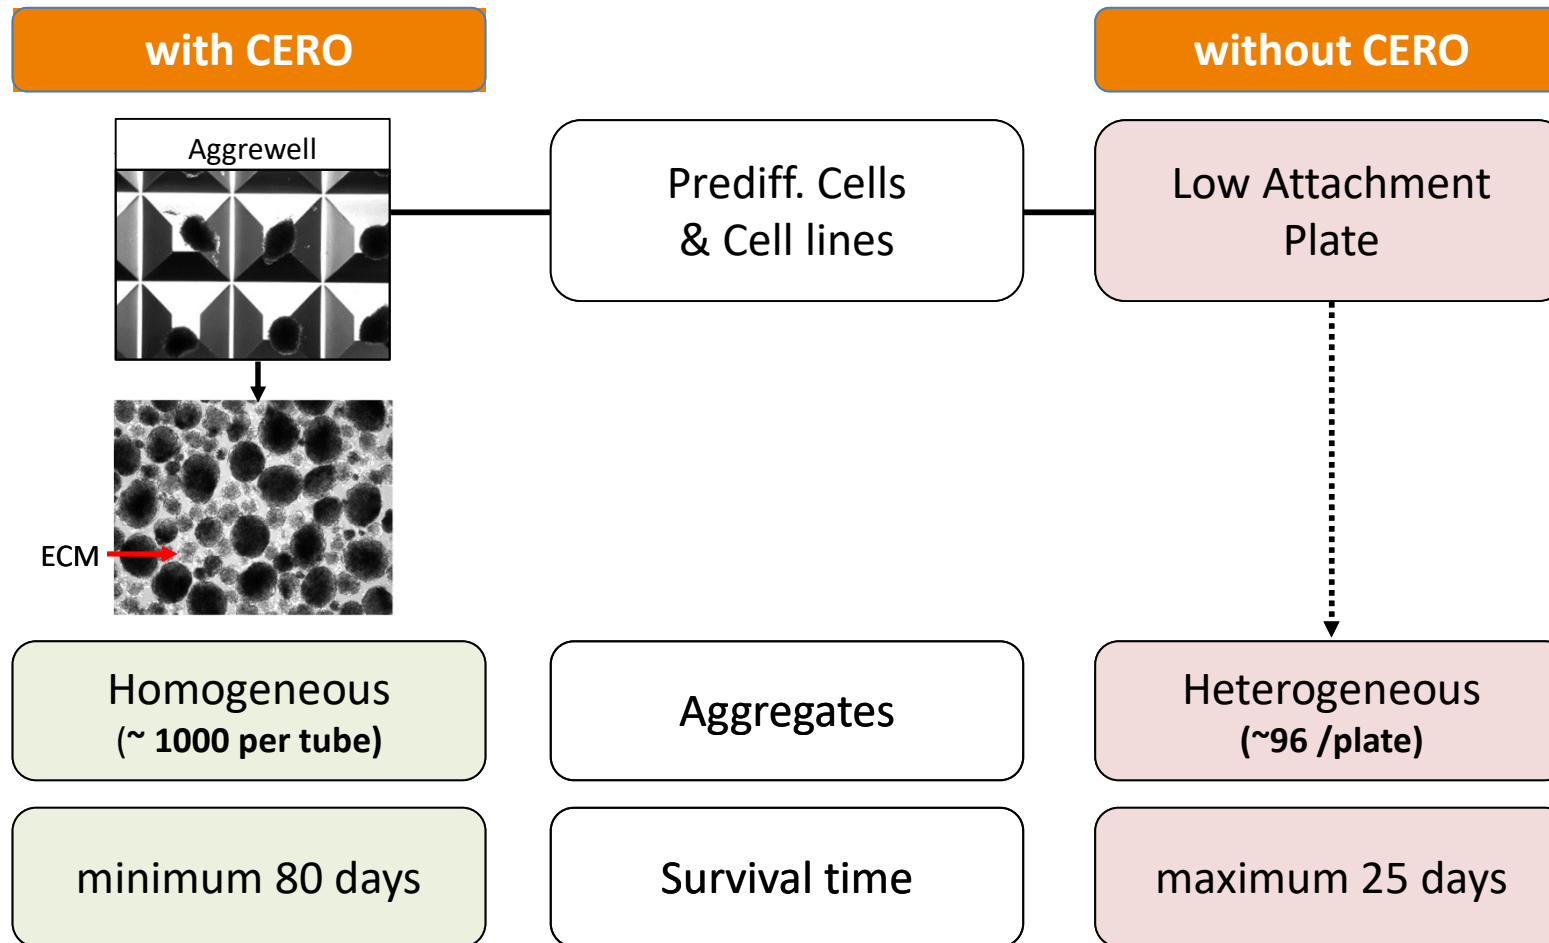 with CERO
without CERO
Aggrewell
Prediff. Cells
& Cell lines
Low Attachment
Plate
ECM
Homogeneous
(~ 1000 per tube)
Aggregates
Heterogeneous
(~96 /plate)
minimum 80 days
Survival time
maximum 25 days